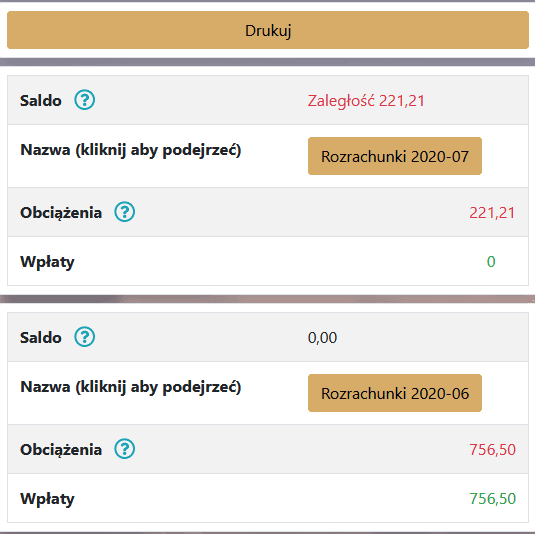 Drukuj
Saldo ? Zaległość 221,21
Nazwa (kliknij aby podejrzeć) Rozrachunki 2020-07
Obciążenia ? 221,21
Wpłaty 0
Saldo ? 0,00
Nazwa (kliknij aby podejrzeć) Rozrachunki 2020-06
Obciążenia ? 756,50
Wpłaty 756,50